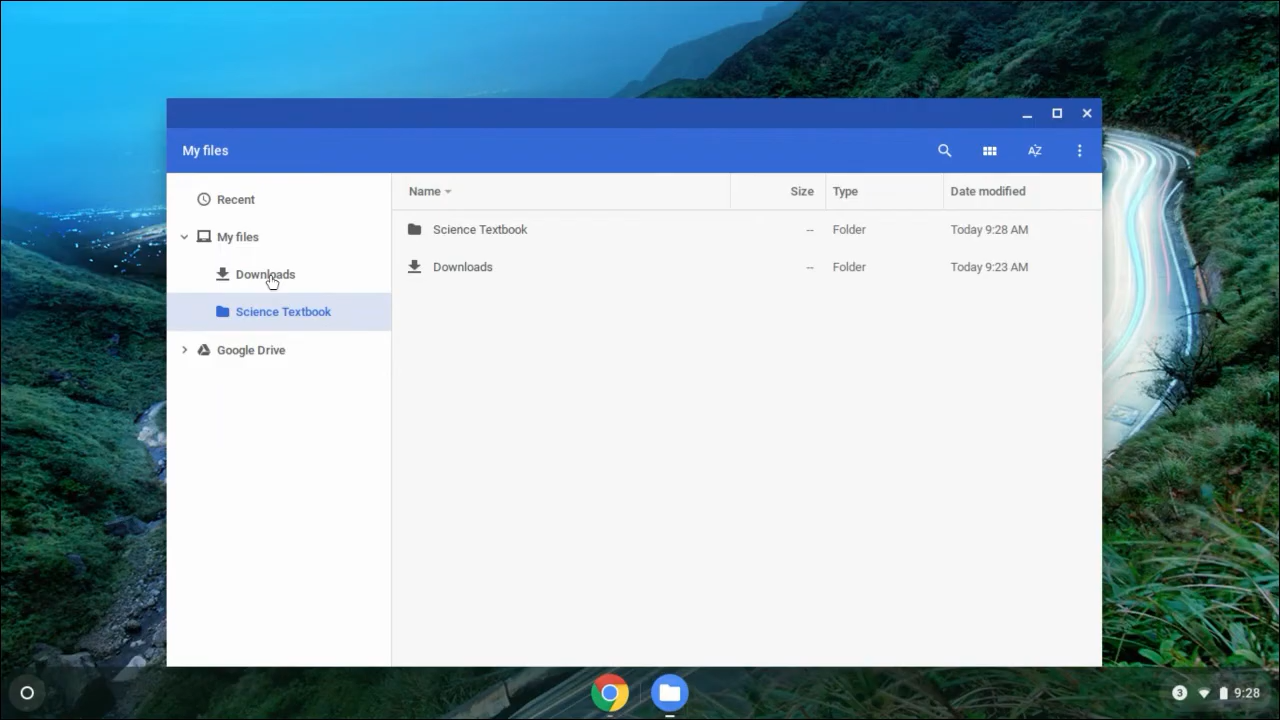 My files
AZ
Recent
My files
Downloads
Science Textbook
Google Drive
Name Size Type Date modified
Science Textbook -- Folder Today 9:28 AM
Downloads -- Folder Today 9:23 AM
3 9:28